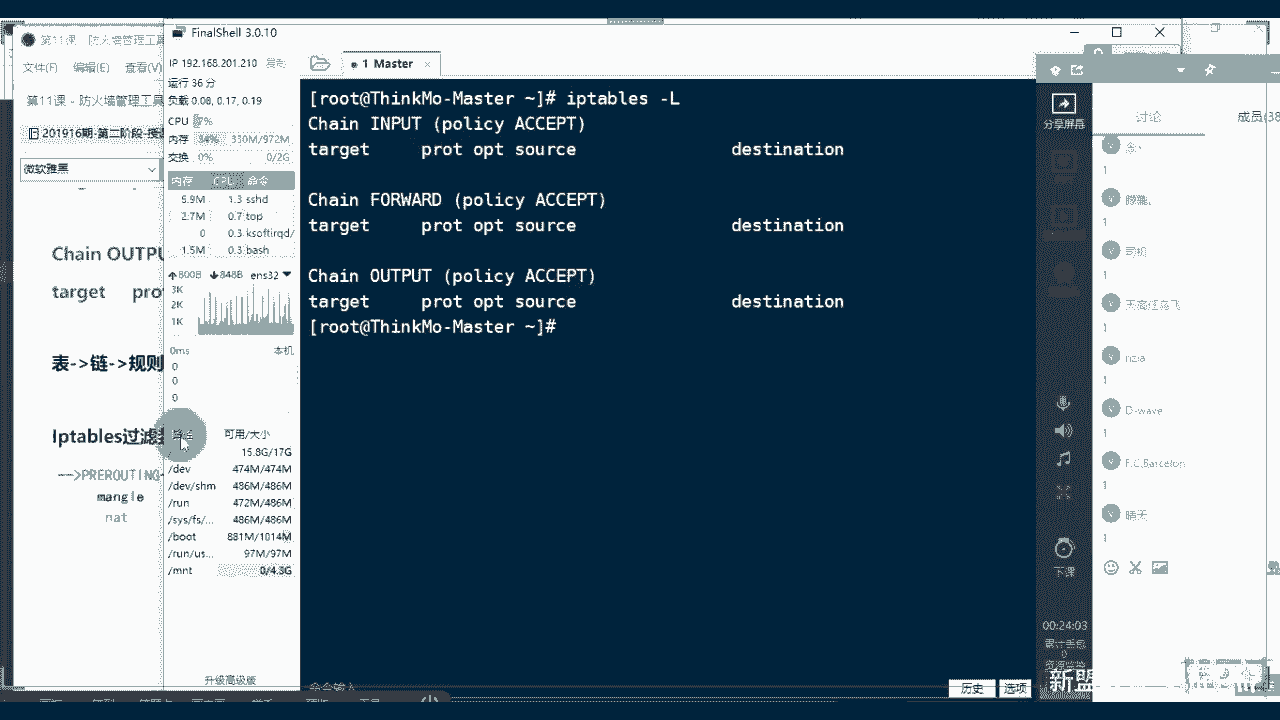 第11课 - 防火墙管理工具
文件(F) 编辑(E) 查看(V)
第11课 - 防火墙管理工具
201916期-第二阶段-授
微软雅黑
Chain OUTPU
target pro
表->链->规则
Iptables过滤
-->PREROUTING-
mangle
nat
FinalShell 3.0.10
IP 192.168.201.210 复制
运行 36 分
负载 0.08, 0.17, 0.19
CPU 7%
内存 34% 330M/972M
交换 0% 0/2G
内存 CPU 命令
5.9M 1.3 sshd
2.7M 0.7 top
0 0.3 ksoftirqd/
1.5M 0.3 bash
↑800B ↓848B ens32
3K
2K
1K
0ms 本机
0
0
0
可用/大小
/ 15.8G/17G
/dev 474M/474M
/dev/shm 486M/486M
/run 472M/486M
/sys/fs/... 486M/486M
/boot 881M/1014M
/run/us... 97M/97M
/mnt 0/4.3G
升级高级版
1 Master
[root@ThinkMo-Master ~]# iptables -L
Chain INPUT (policy ACCEPT)
target prot opt source destination
Chain FORWARD (policy ACCEPT)
target prot opt source destination
Chain OUTPUT (policy ACCEPT)
target prot opt source destination
[root@ThinkMo-Master ~]#
命令输入
历史 选项
分享屏幕
下课
00:24:03
讨论 成员(38
1
1
司机
1
1
nzia
1
D-wave
1
F.C.Barcelon
1
晴天
1
新盟